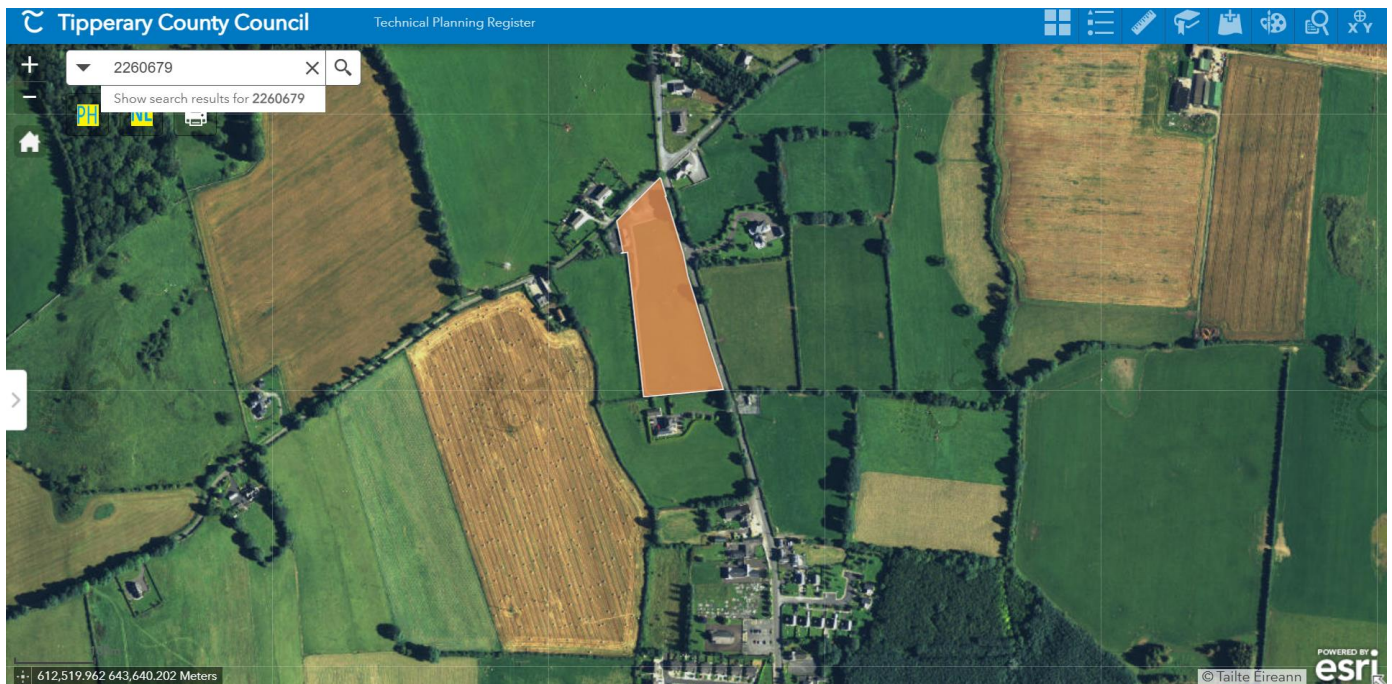 Tipperary County Council
Technical Planning Register
2260679
Show search results for 2260679
PH
NL
612,519.962 643,640.202 Meters
© Tailte Éireann
POWERED BY
esri